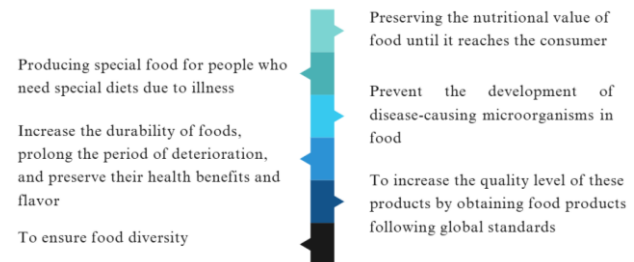 Preserving the nutritional value of
food until it reaches the consumer
Producing special food for people who
need special diets due to illness
Prevent the development of
disease-causing microorganisms in
food
Increase the durability of foods,
prolong the period of deterioration,
and preserve their health benefits and
flavor
To increase the quality level of these
products by obtaining food products
following global standards
To ensure food diversity